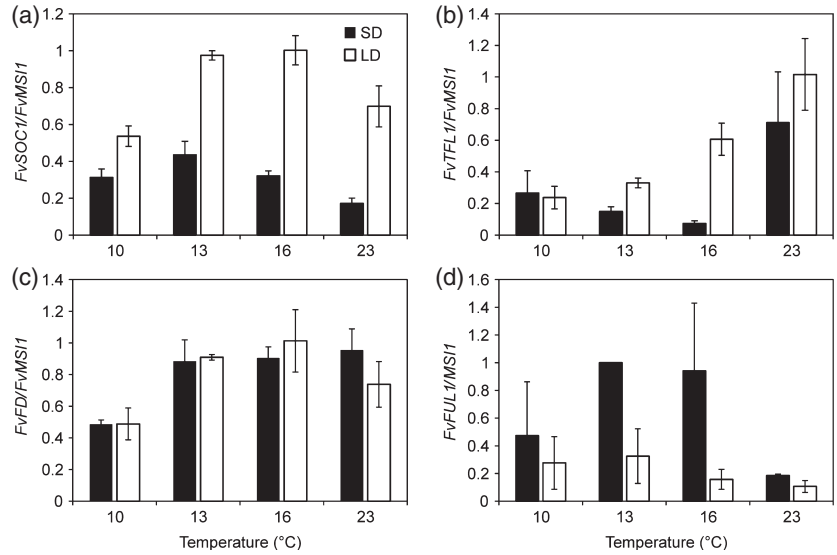 (a)
FvSOC1/FvMSI1
1.2
1
0.8
0.6
0.4
0.2
0
SD
LD
10 13 16 23
(b)
FvTFL1/FvMSI1
1.4
1.2
1
0.8
0.6
0.4
0.2
0
10 13 16 23
(c)
FvFD/FvMSI1
1.4
1.2
1
0.8
0.6
0.4
0.2
0
10 13 16 23
Temperature (°C)
(d)
FvFUL1/MSI1
1.6
1.4
1.2
1
0.8
0.6
0.4
0.2
0
10 13 16 23
Temperature (°C)